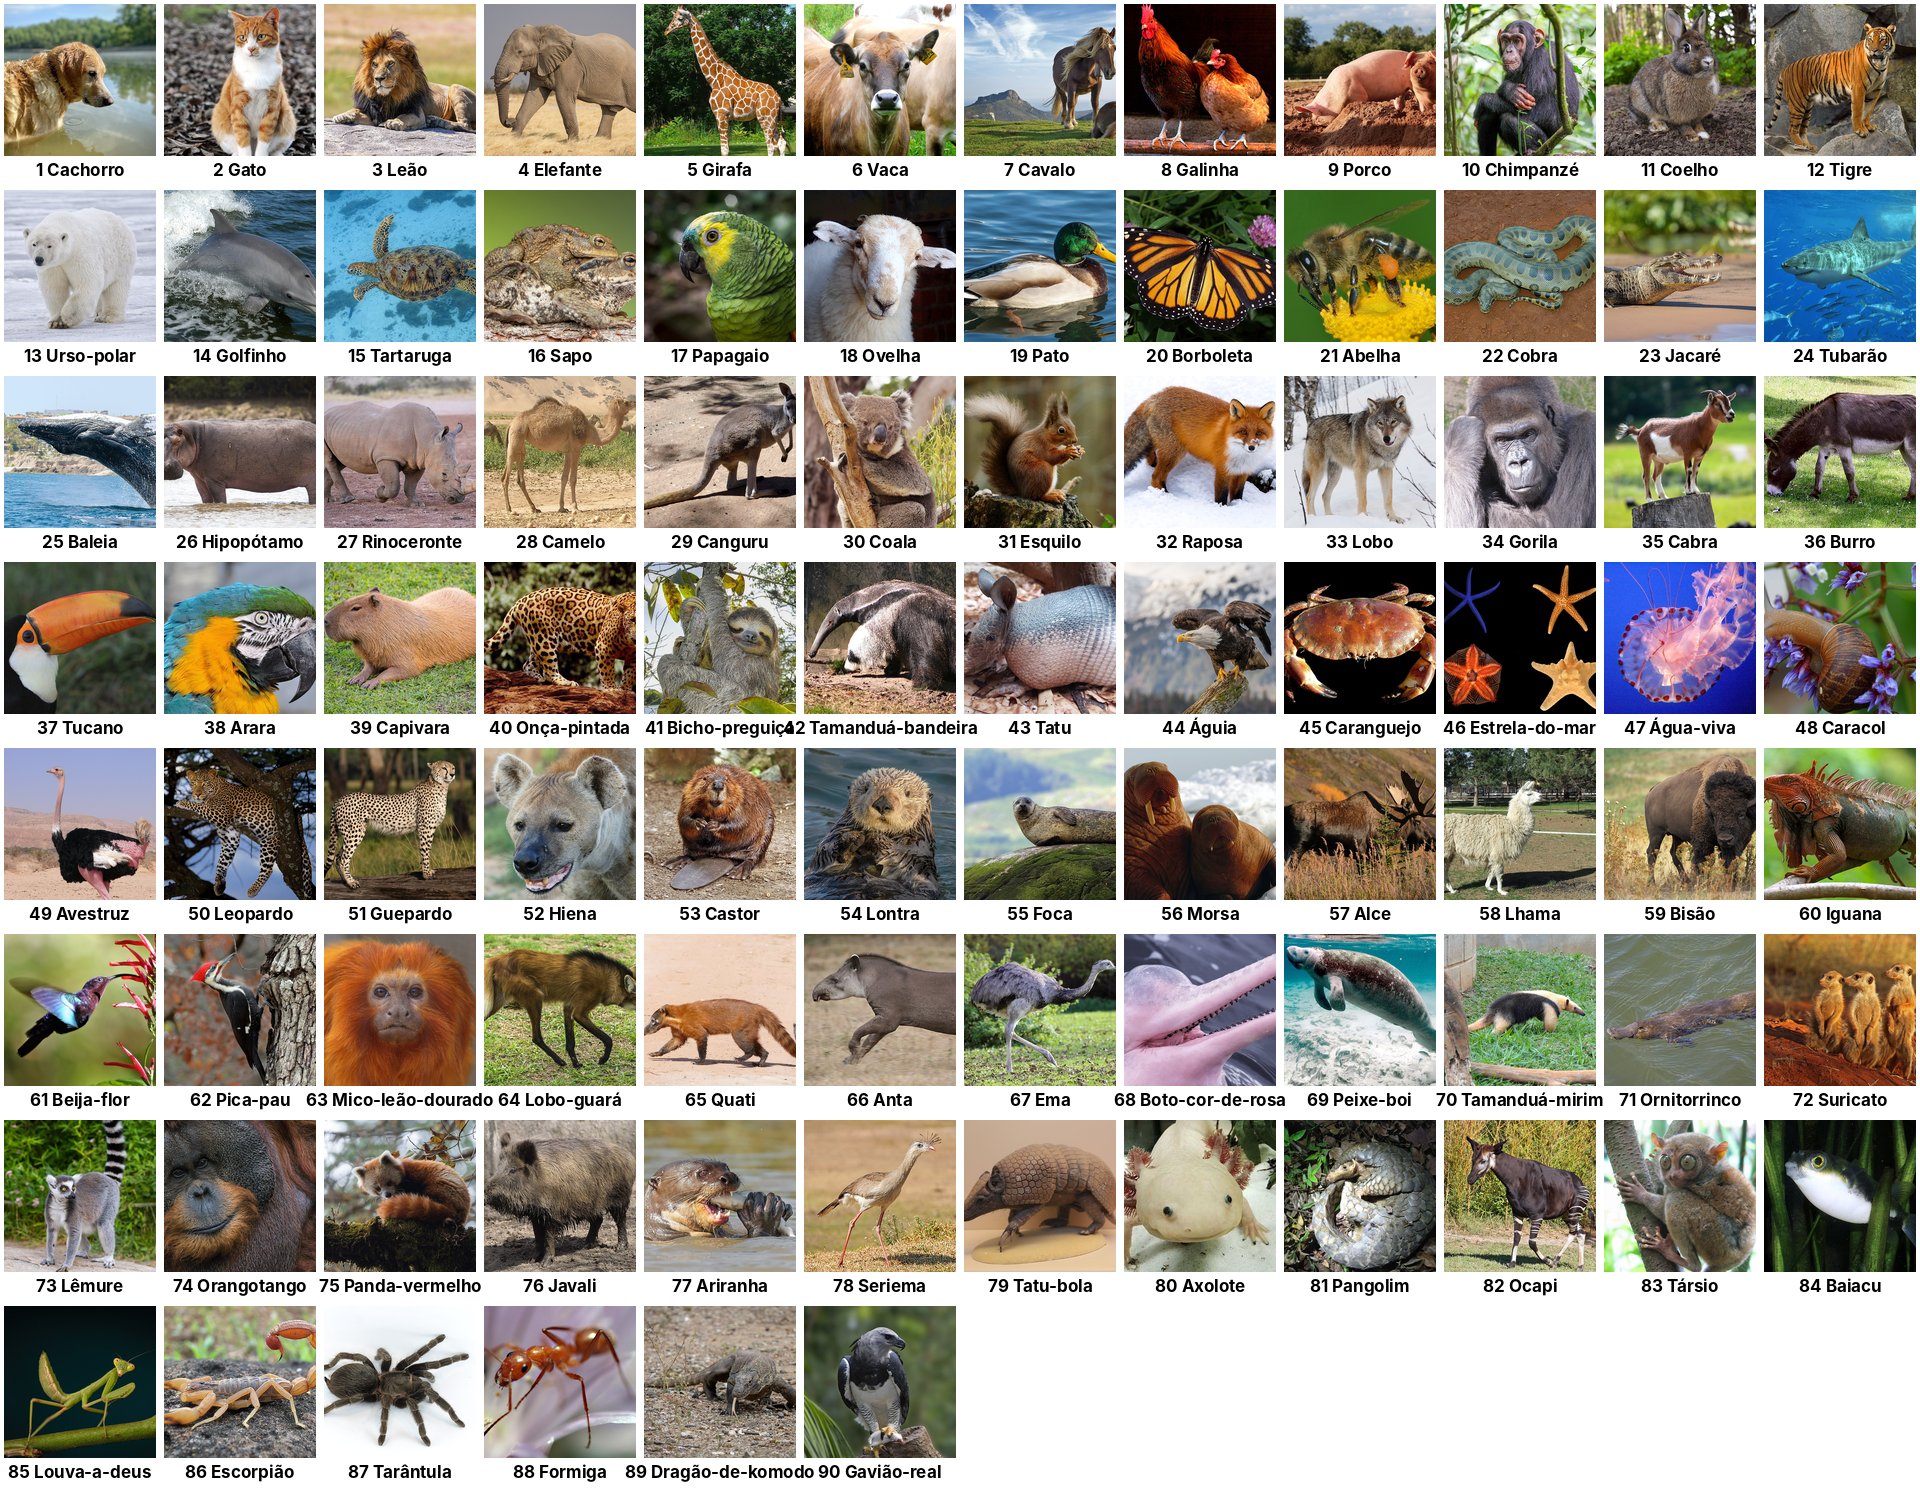 1 Cachorro
2 Gato
3 Leão
4 Elefante
5 Girafa
6 Vaca
7 Cavalo
8 Galinha
9 Porco
10 Chimpanzé
11 Coelho
12 Tigre
13 Urso-polar
14 Golfinho
15 Tartaruga
16 Sapo
17 Papagaio
18 Ovelha
19 Pato
20 Borboleta
21 Abelha
22 Cobra
23 Jacaré
24 Tubarão
25 Baleia
26 Hipopótamo
27 Rinoceronte
28 Camelo
29 Canguru
30 Coala
31 Esquilo
32 Raposa
33 Lobo
34 Gorila
35 Cabra
36 Burro
37 Tucano
38 Arara
39 Capivara
40 Onça-pintada
41 Bicho-preguiça
42 Tamanduá-bandeira
43 Tatu
44 Águia
45 Caranguejo
46 Estrela-do-mar
47 Água-viva
48 Caracol
49 Avestruz
50 Leopardo
51 Guepardo
52 Hiena
53 Castor
54 Lontra
55 Foca
56 Morsa
57 Alce
58 Lhama
59 Bisão
60 Iguana
61 Beija-flor
62 Pica-pau
63 Mico-leão-dourado
64 Lobo-guará
65 Quati
66 Anta
67 Ema
68 Boto-cor-de-rosa
69 Peixe-boi
70 Tamanduá-mirim
71 Ornitorrinco
72 Suricato
73 Lêmure
74 Orangotango
75 Panda-vermelho
76 Javali
77 Ariranha
78 Seriema
79 Tatu-bola
80 Axolote
81 Pangolim
82 Ocapi
83 Társio
84 Baiacu
85 Louva-a-deus
86 Escorpião
87 Tarântula
88 Formiga
89 Dragão-de-komodo
90 Gavião-real